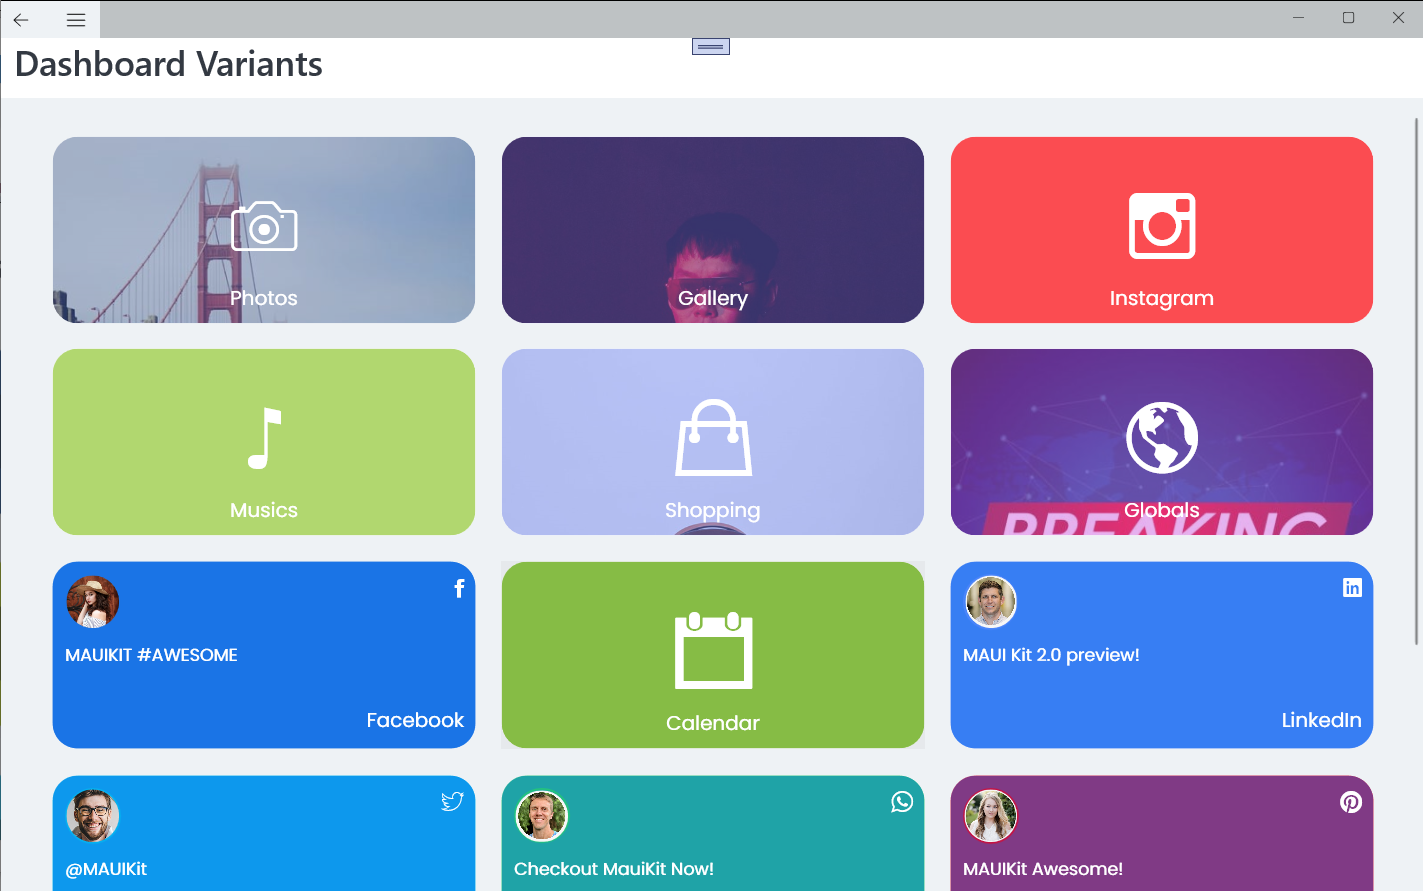 Dashboard Variants
Photos
Gallery
Instagram
Musics
Shopping
BREAKING
Globals
MAUIKIT #AWESOME
Facebook
Calendar
in
MAUI Kit 2.0 preview!
LinkedIn
@MAUIKit
Checkout MauiKit Now!
MAUIKit Awesome!